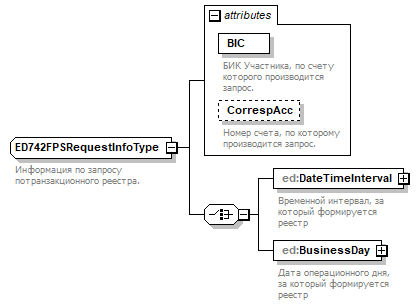 attributes
BIC
БИК Участника, по счету
которого производится
запрос.
CorrespAcc
Номер счета, по которому
производится запрос.
ED742FPSRequestInfoType
Информация по запросу
потранзакционного реестра.
ed:DateTimeInterval
Временной интервал, за
который формируется
реестр
ed:BusinessDay
Дата операционного дня,
за который формируется
реестр